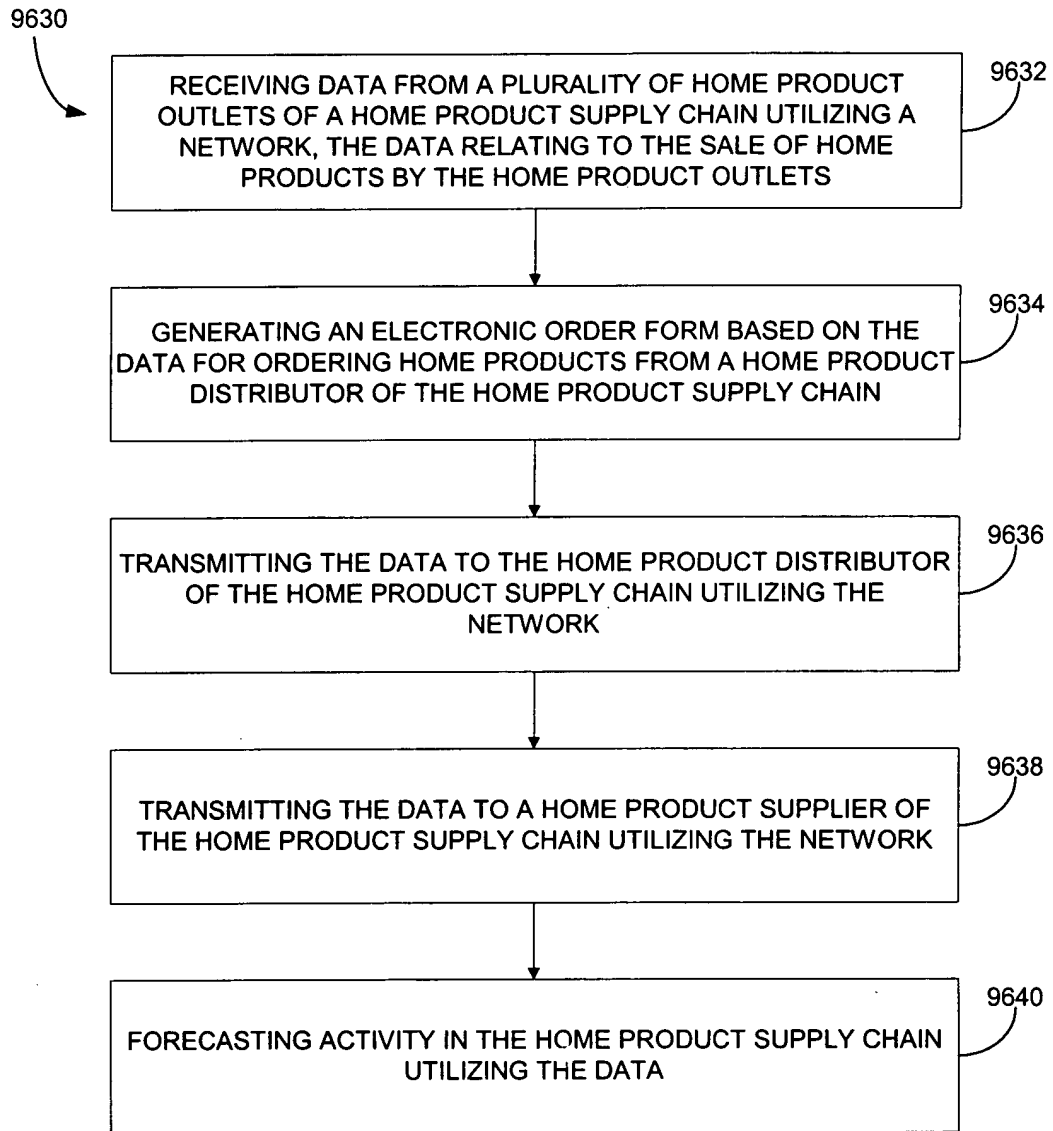 9630
9632
RECEIVING DATA FROM A PLURALITY OF HOME PRODUCT
OUTLETS OF A HOME PRODUCT SUPPLY CHAIN UTILIZING A
NETWORK, THE DATA RELATING TO THE SALE OF HOME
PRODUCTS BY THE HOME PRODUCT OUTLETS
9634
GENERATING AN ELECTRONIC ORDER FORM BASED ON THE
DATA FOR ORDERING HOME PRODUCTS FROM A HOME PRODUCT
DISTRIBUTOR OF THE HOME PRODUCT SUPPLY CHAIN
9636
TRANSMITTING THE DATA TO THE HOME PRODUCT DISTRIBUTOR
OF THE HOME PRODUCT SUPPLY CHAIN UTILIZING THE
NETWORK
9638
TRANSMITTING THE DATA TO A HOME PRODUCT SUPPLIER OF
THE HOME PRODUCT SUPPLY CHAIN UTILIZING THE NETWORK
9640
FORECASTING ACTIVITY IN THE HOME PRODUCT SUPPLY CHAIN
UTILIZING THE DATA